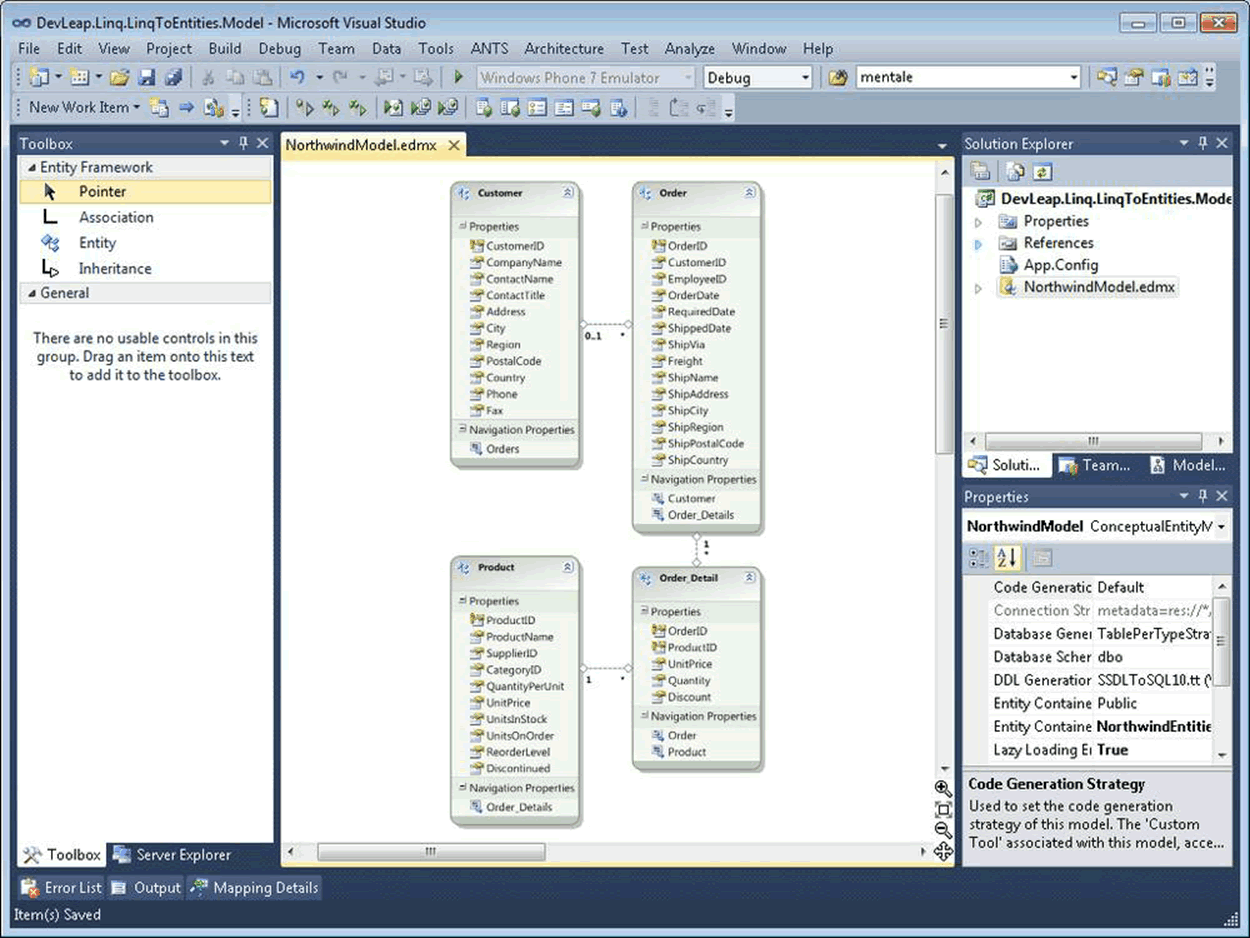 DevLeap.Linq.LinqToEntities.Model - Microsoft Visual Studio
File Edit View Project Build Debug Team Data Tools ANTS Architecture Test Analyze Window Help
Windows Phone 7 Emulator Debug mentale
New Work Item
Toolbox
Entity Framework
Pointer
Association
Entity
Inheritance
General
There are no usable controls in this
group. Drag an item onto this text
to add it to the toolbox.
Toolbox Server Explorer
NorthwindModel.edmx
Customer
Properties
CustomerID
CompanyName
ContactName
ContactTitle
Address
City
Region
PostalCode
Country
Phone
Fax
Navigation Properties
Orders
0..1 *
Order
Properties
OrderID
CustomerID
EmployeeID
OrderDate
RequiredDate
ShippedDate
ShipVia
Freight
ShipName
ShipAddress
ShipCity
ShipRegion
ShipPostalCode
ShipCountry
Navigation Properties
Customer
Order_Details
1
*
Product
Properties
ProductID
ProductName
SupplierID
CategoryID
QuantityPerUnit
UnitPrice
UnitsInStock
UnitsOnOrder
ReorderLevel
Discontinued
Navigation Properties
Order_Details
1 *
Order_Detail
Properties
OrderID
ProductID
UnitPrice
Quantity
Discount
Navigation Properties
Order
Product
Solution Explorer
DevLeap.Linq.LinqToEntities.Mode
Properties
References
App.Config
NorthwindModel.edmx
Soluti... Team... Model...
Properties
NorthwindModel ConceptualEntityM
Code Generatic Default
Connection Str metadata=res://*,
Database Gener TablePerTypeStra
Database Scher dbo
DDL Generation SSDLToSQL10.tt (
Entity Containe Public
Entity Containe NorthwindEntitie
Lazy Loading Ei True
Code Generation Strategy
Used to set the code generation
strategy of this model. The 'Custom
Tool' associated with this model, acce...
Error List Output Mapping Details
Item(s) Saved